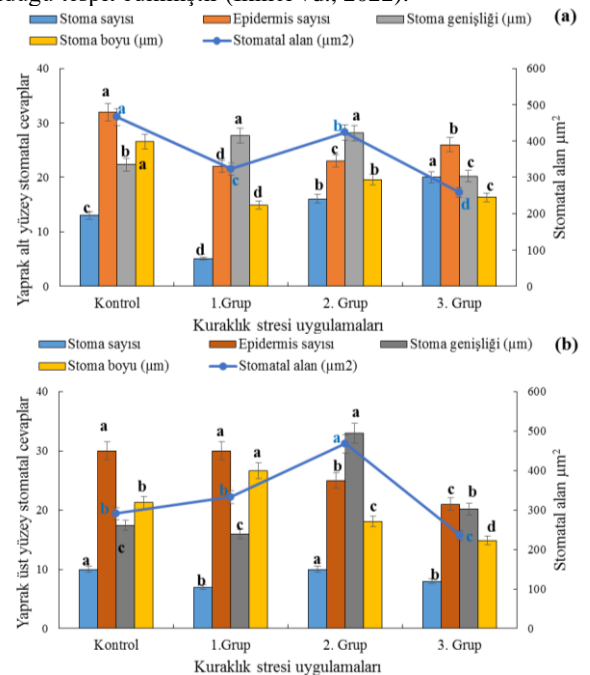 olduğu tespit edilmiştir
Stoma sayısı Epidermis sayısı Stoma genişliği (µm) (a)
Stoma boyu (µm) Stomatal alan (µm2)
Yaprak alt yüzey stomatal cevaplar
40
30
20
10
0
c a b a a
d d a d c
b c a b b
a b c c d
600
500
400
300
200
100
0
Stomatal alan µm²
Kontrol 1.Grup 2. Grup 3. Grup
Kuraklık stresi uygulamaları
Stoma sayısı Epidermis sayısı Stoma genişliği (µm) (b)
Stoma boyu (µm) Stomatal alan (µm2)
Yaprak üst yüzey stomatal cevaplar
40
30
20
10
0
a a c b b
b a c a b
a b a c a
b c b d c
600
500
400
300
200
100
0
Stomatal alan µm²
Kontrol 1.Grup 2. Grup 3. Grup
Kuraklık stresi uygulamaları